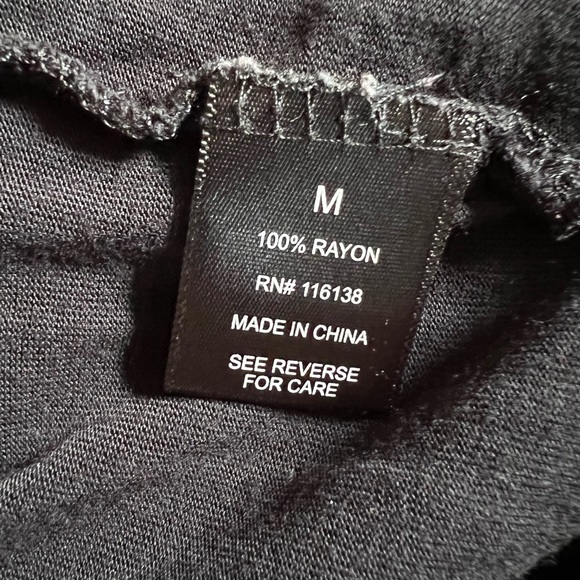 M
100% RAYON
RN# 116138
MADE IN CHINA
SEE REVERSE
FOR CARE